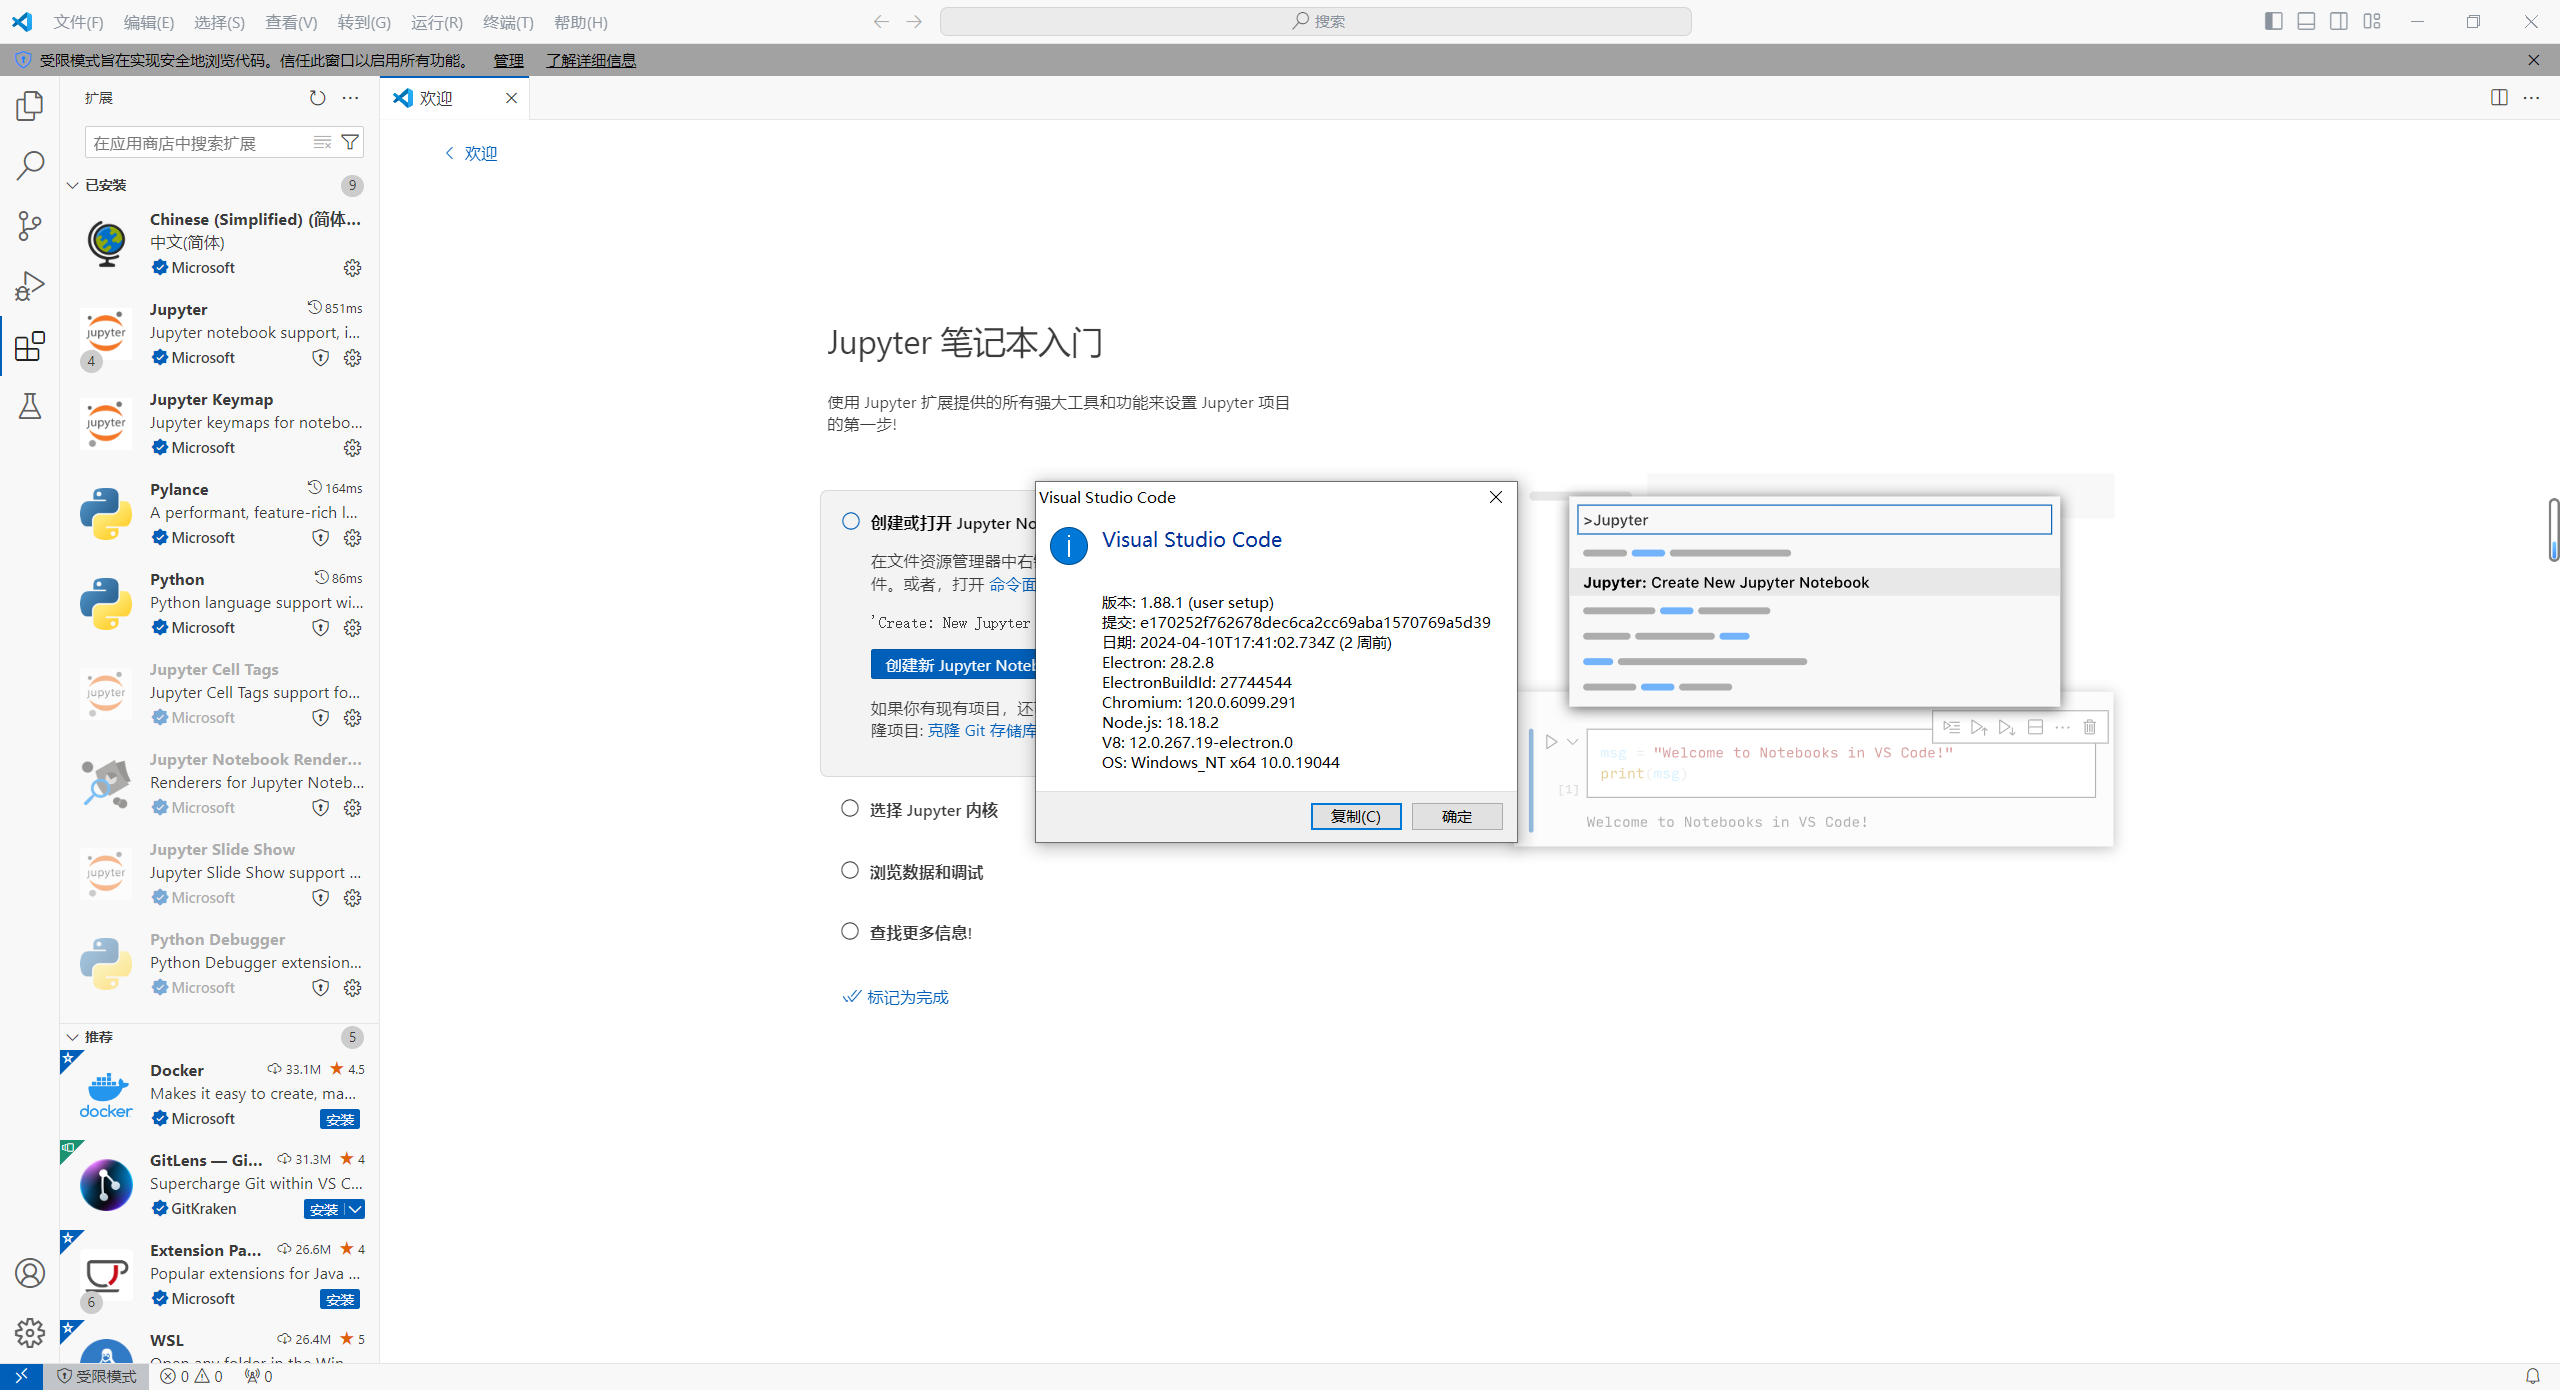 文件(F) 编辑(E) 选择(S) 查看(V) 转到(G) 运行(R) 终端(T) 帮助(H)
搜索
受限模式旨在实现安全地浏览代码。信任此窗口以启用所有功能。 管理 了解详细信息
扩展
欢迎
在应用商店中搜索扩展
欢迎
已安装 9
Chinese (Simplified) (简体...
中文(简体)
Microsoft
Jupyter 851ms
Jupyter notebook support, i...
Microsoft
4
Jupyter Keymap
Jupyter keymaps for notebo...
Microsoft
Pylance 164ms
A performant, feature-rich l...
Microsoft
Python 86ms
Python language support wi...
Microsoft
Jupyter Cell Tags
Jupyter Cell Tags support fo...
Microsoft
Jupyter Notebook Render...
Renderers for Jupyter Noteb...
Microsoft
Jupyter Slide Show
Jupyter Slide Show support ...
Microsoft
Python Debugger
Python Debugger extension...
Microsoft
推荐 5
Docker 33.1M 4.5
Makes it easy to create, ma...
Microsoft 安装
docker
GitLens — Gi... 31.3M 4
Supercharge Git within VS C...
GitKraken 安装
Extension Pa... 26.6M 4
Popular extensions for Java ...
Microsoft 安装
6
WSL 26.4M 5
Open any folder in the Win...
Jupyter 笔记本入门
使用 Jupyter 扩展提供的所有强大工具和功能来设置 Jupyter 项目
的第一步!
创建或打开 Jupyter No
在文件资源管理器中右
件。或者，打开 命令面
'Create: New Jupyter
创建新 Jupyter Noteb
如果你有现有项目，还
隆项目: 克隆 Git 存储库
选择 Jupyter 内核
浏览数据和调试
查找更多信息!
标记为完成
Visual Studio Code
Visual Studio Code
版本: 1.88.1 (user setup)
提交: e170252f762678dec6ca2cc69aba1570769a5d39
日期: 2024-04-10T17:41:02.734Z (2 周前)
Electron: 28.2.8
ElectronBuildId: 27744544
Chromium: 120.0.6099.291
Node.js: 18.18.2
V8: 12.0.267.19-electron.0
OS: Windows_NT x64 10.0.19044
复制(C) 确定
>Jupyter
Jupyter: Create New Jupyter Notebook
msg = "Welcome to Notebooks in VS Code!"
print(msg)
[1]
Welcome to Notebooks in VS Code!
受限模式 0 0 0